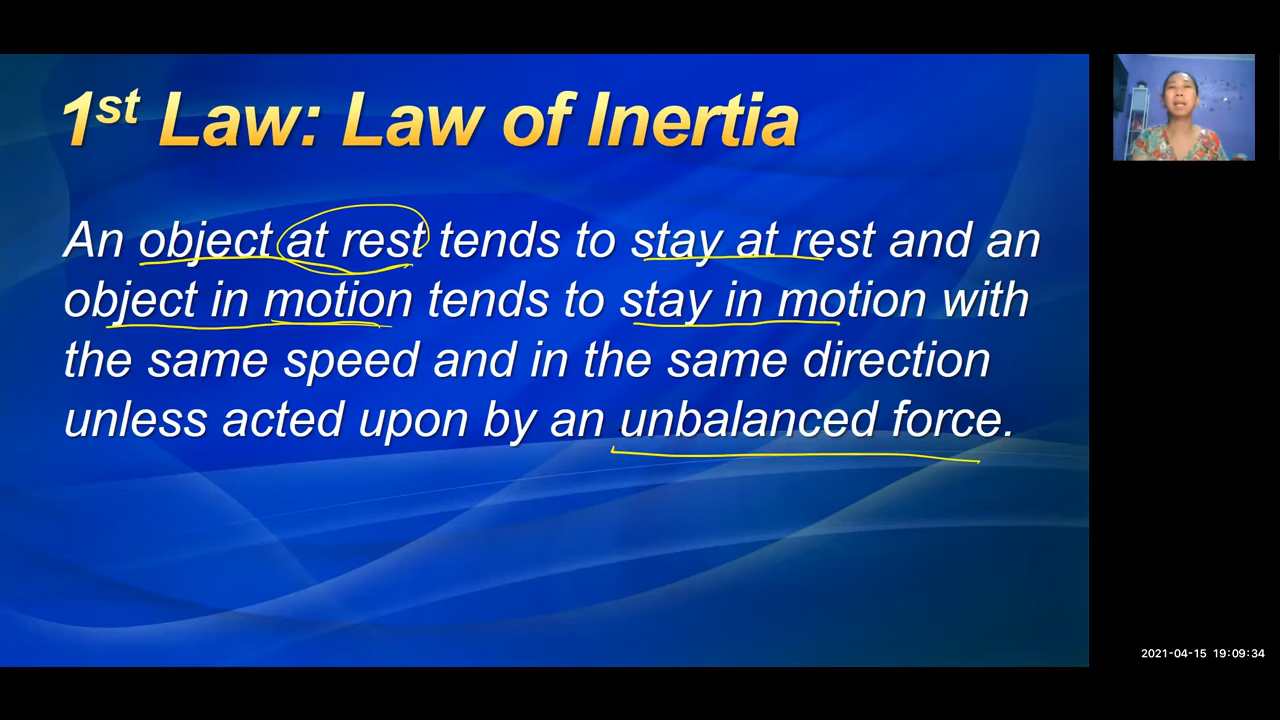 1st Law: Law of Inertia
An object at rest tends to stay at rest and an
object in motion tends to stay in motion with
the same speed and in the same direction
unless acted upon by an unbalanced force.
2021-04-15 19:09:34